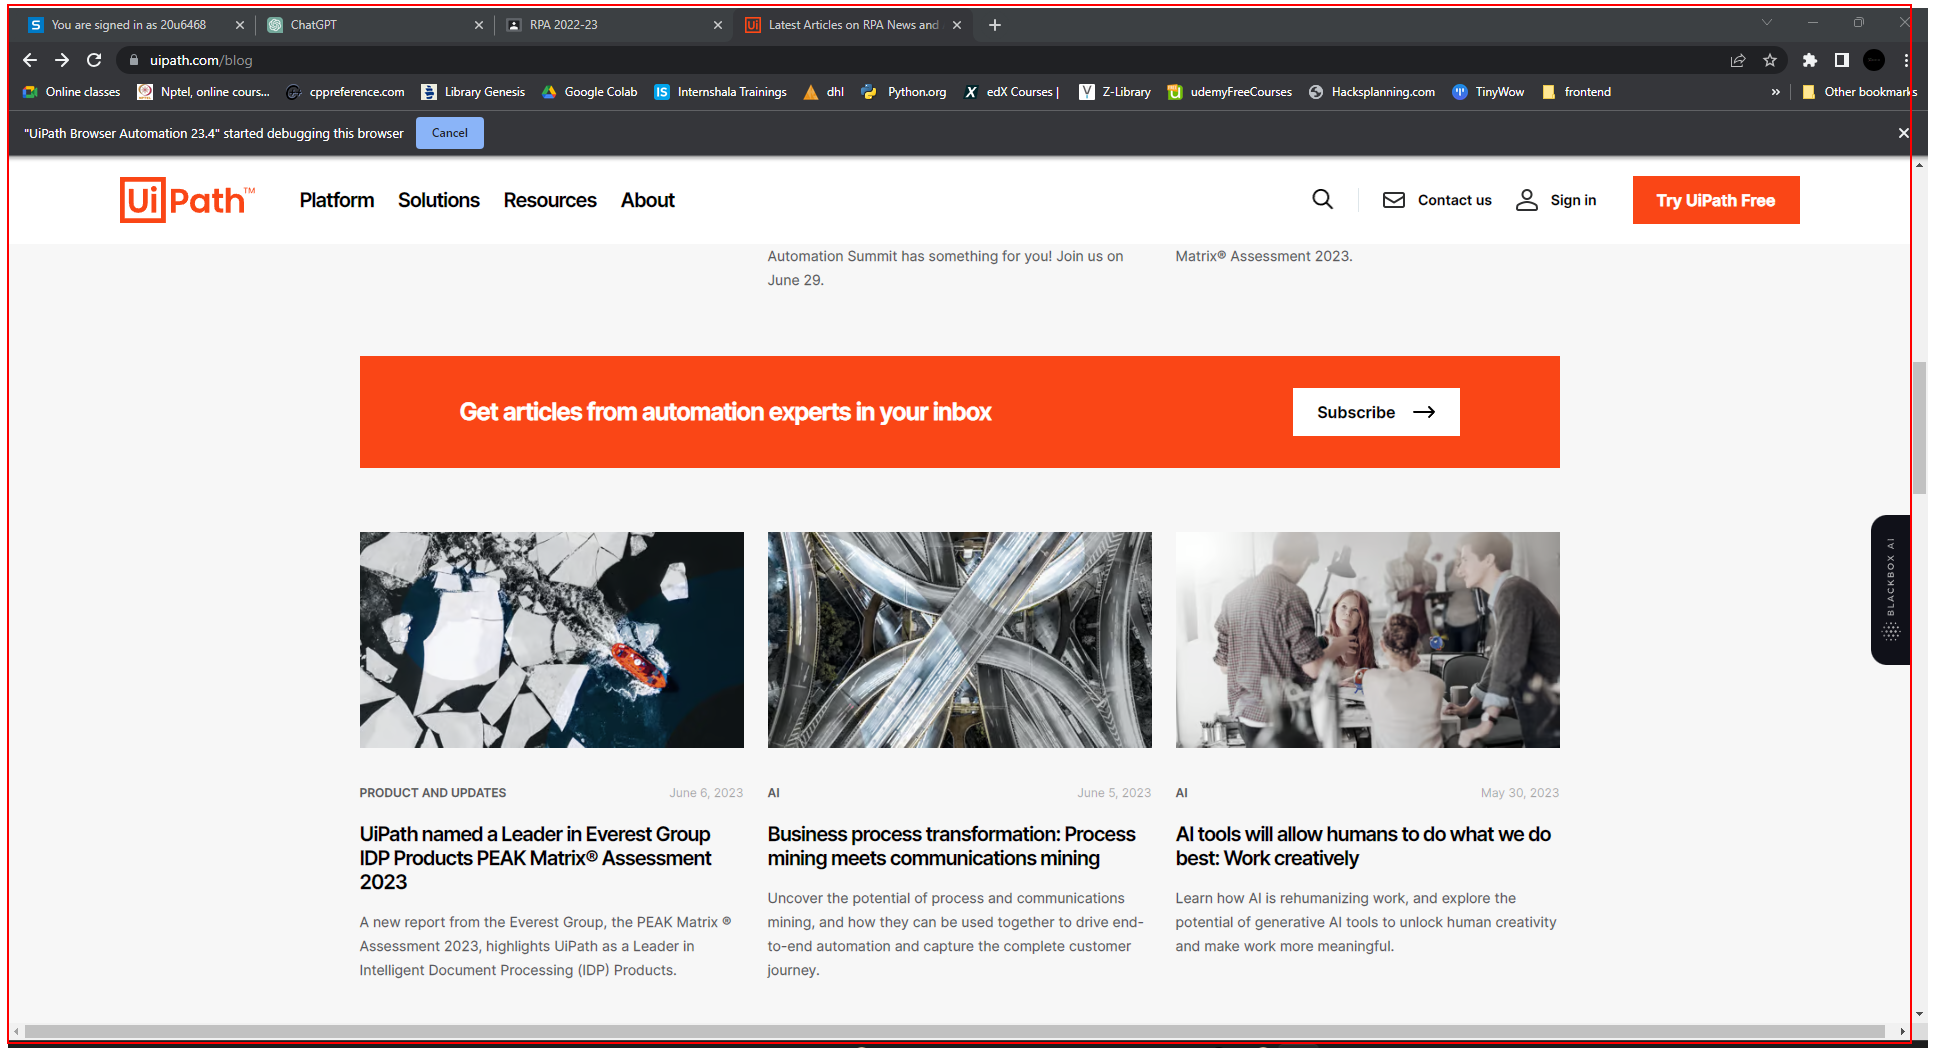 You are signed in as 20u6468
ChatGPT
RPA 2022-23
Latest Articles on RPA News and
uipath.com/blog
Online classes
Nptel, online cours...
cppreference.com
Library Genesis
Google Colab
Internshala Trainings
dhl
Python.org
edX Courses |
Z-Library
udemyFreeCourses
Hacksplanning.com
TinyWow
frontend
»
Other bookmarks
"UiPath Browser Automation 23.4" started debugging this browser
Cancel
UiPath™
Platform
Solutions
Resources
About
Contact us
Sign in
Try UiPath Free
Automation Summit has something for you! Join us on
June 29.
Matrix® Assessment 2023.
Get articles from automation experts in your inbox
Subscribe
BLACKBOX AI
PRODUCT AND UPDATES
June 6, 2023
UiPath named a Leader in Everest Group
IDP Products PEAK Matrix® Assessment
2023
A new report from the Everest Group, the PEAK Matrix ®
Assessment 2023, highlights UiPath as a Leader in
Intelligent Document Processing (IDP) Products.
AI
June 5, 2023
Business process transformation: Process
mining meets communications mining
Uncover the potential of process and communications
mining, and how they can be used together to drive end-
to-end automation and capture the complete customer
journey.
AI
May 30, 2023
AI tools will allow humans to do what we do
best: Work creatively
Learn how AI is rehumanizing work, and explore the
potential of generative AI tools to unlock human creativity
and make work more meaningful.